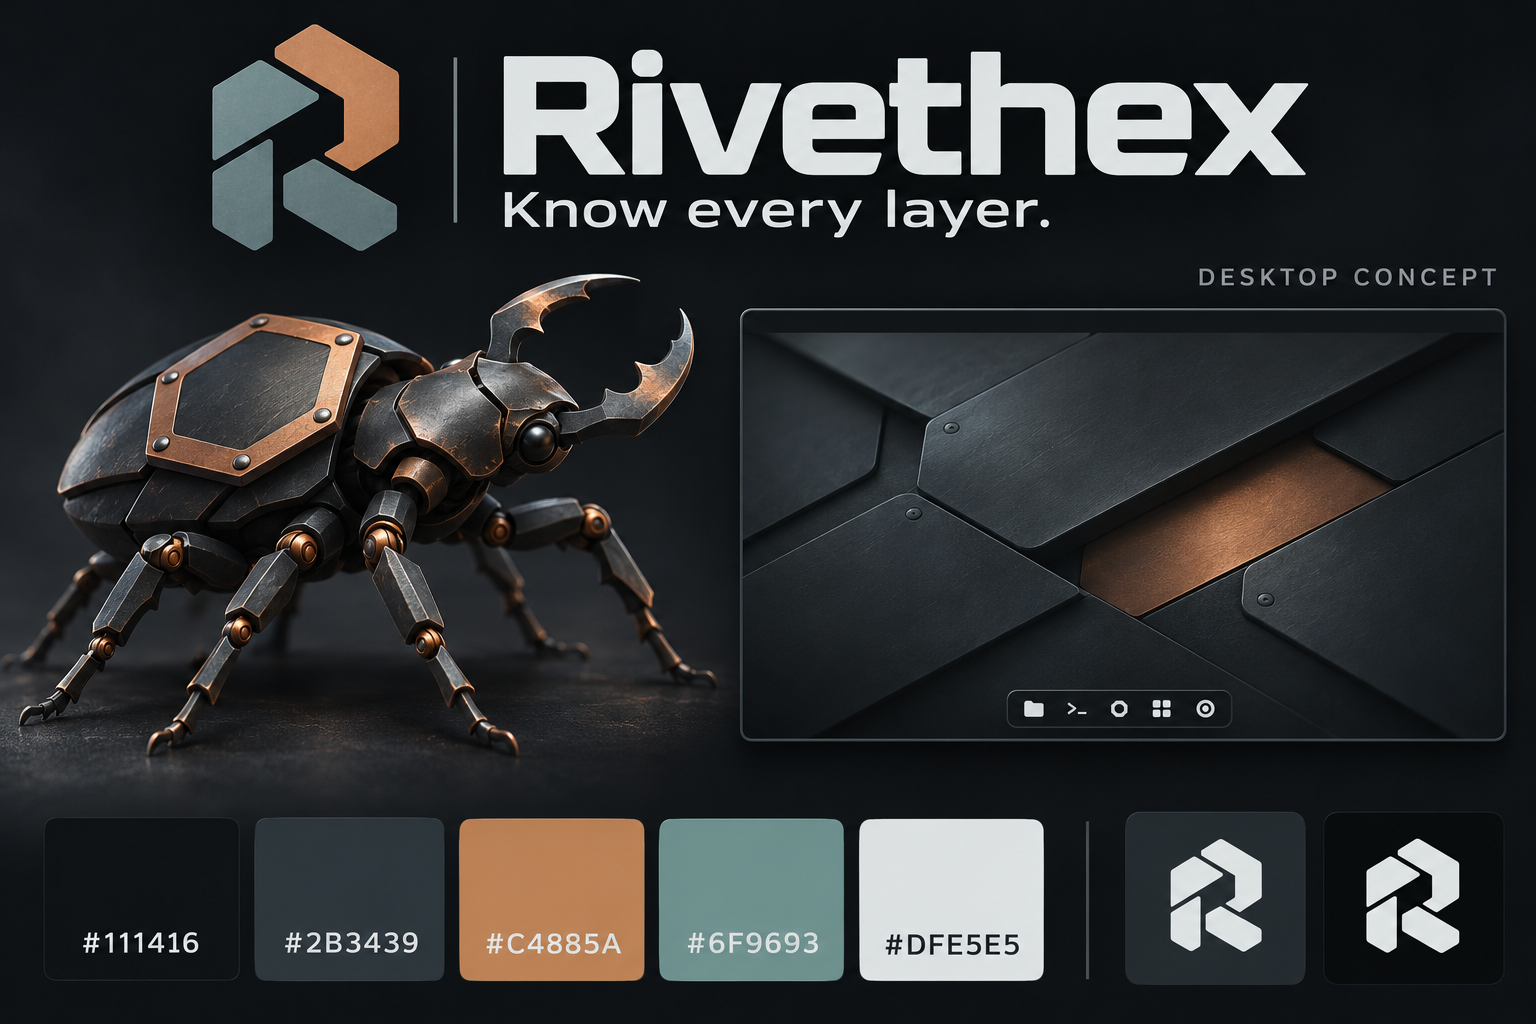 Rivethex
Know every layer.
DESKTOP CONCEPT
#111416
#2B3439
#C4885A
#6F9693
#DFE5E5